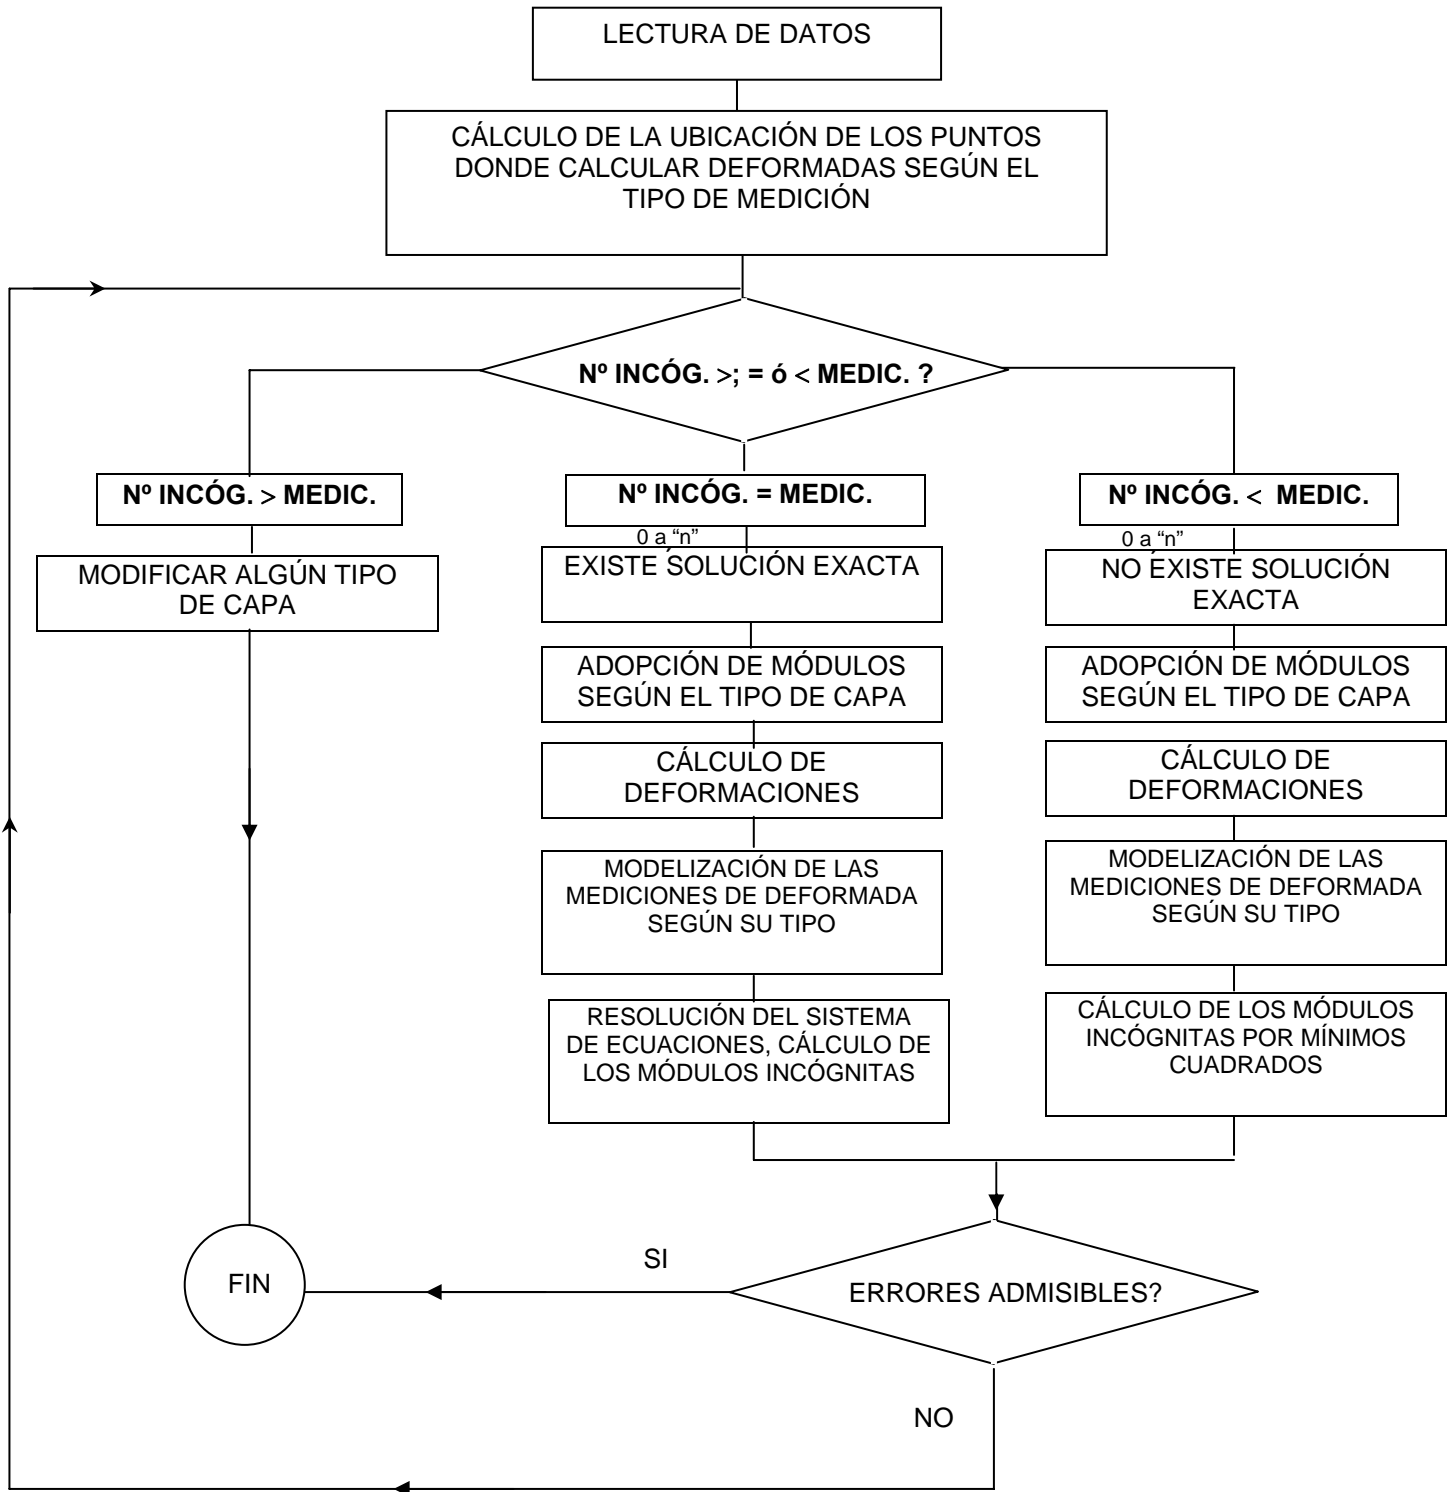 LECTURA DE DATOS
CÁLCULO DE LA UBICACIÓN DE LOS PUNTOS
DONDE CALCULAR DEFORMADAS SEGÚN EL
TIPO DE MEDICIÓN
Nº INCÓG. >; = ó < MEDIC. ?
Nº INCÓG. > MEDIC.
MODIFICAR ALGÚN TIPO
DE CAPA
Nº INCÓG. = MEDIC.
0 a “n”
EXISTE SOLUCIÓN EXACTA
ADOPCIÓN DE MÓDULOS
SEGÚN EL TIPO DE CAPA
CÁLCULO DE
DEFORMACIONES
MODELIZACIÓN DE LAS
MEDICIONES DE DEFORMADA
SEGÚN SU TIPO
RESOLUCIÓN DEL SISTEMA
DE ECUACIONES, CÁLCULO DE
LOS MÓDULOS INCÓGNITAS
Nº INCÓG. < MEDIC.
0 a “n”
NO EXISTE SOLUCIÓN
EXACTA
ADOPCIÓN DE MÓDULOS
SEGÚN EL TIPO DE CAPA
CÁLCULO DE
DEFORMACIONES
MODELIZACIÓN DE LAS
MEDICIONES DE DEFORMADA
SEGÚN SU TIPO
CÁLCULO DE LOS MÓDULOS
INCÓGNITAS POR MÍNIMOS
CUADRADOS
ERRORES ADMISIBLES?
SI
FIN
NO